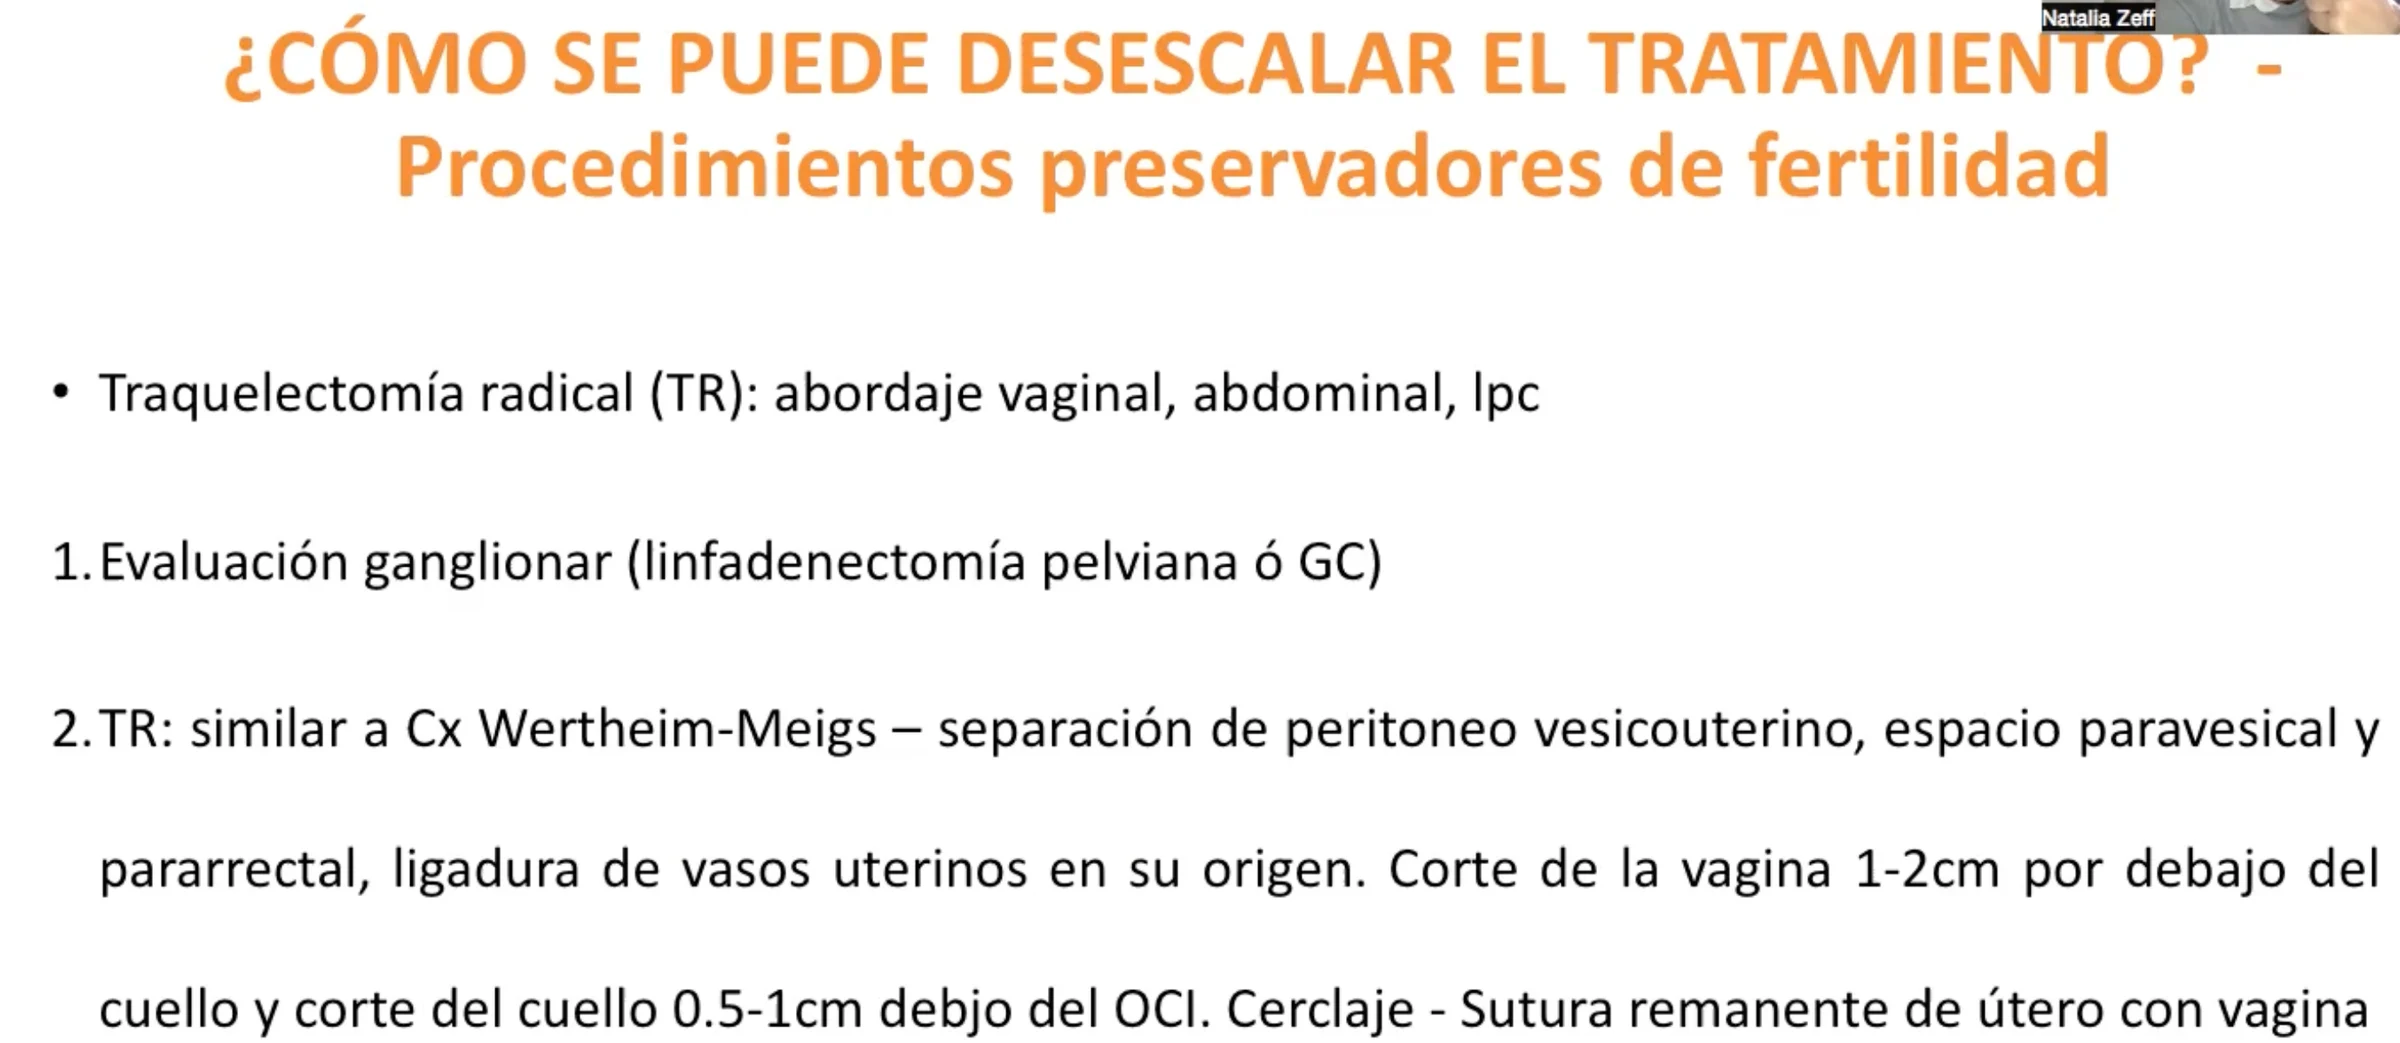 Natalia Zeff
¿CÓMO SE PUEDE DESESCALAR EL TRATAMIENTO? -
Procedimientos preservadores de fertilidad
• Traquelectomía radical (TR): abordaje vaginal, abdominal, lpc
1. Evaluación ganglionar (linfadenectomía pelviana ó GC)
2. TR: similar a Cx Wertheim-Meigs – separación de peritoneo vesicouterino, espacio paravesical y
pararrectal, ligadura de vasos uterinos en su origen. Corte de la vagina 1-2cm por debajo del
cuello y corte del cuello 0.5-1cm debjo del OCI. Cerclaje - Sutura remanente de útero con vagina